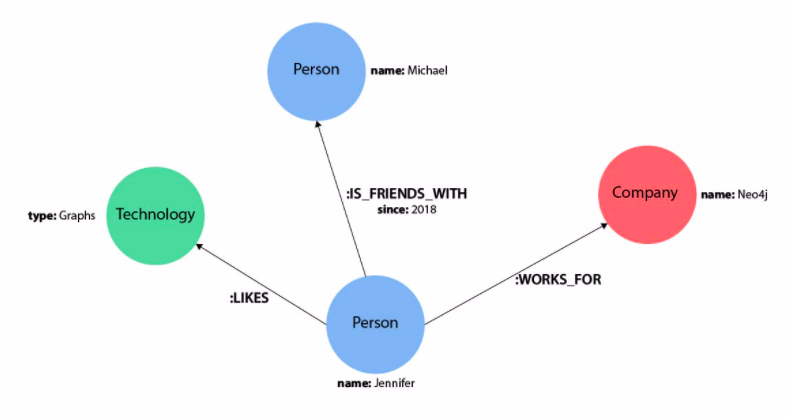 Person
name: Michael
:IS_FRIENDS_WITH
since: 2018
Company
name: Neo4j
type: Graphs
Technology
:LIKES
:WORKS_FOR
Person
name: Jennifer